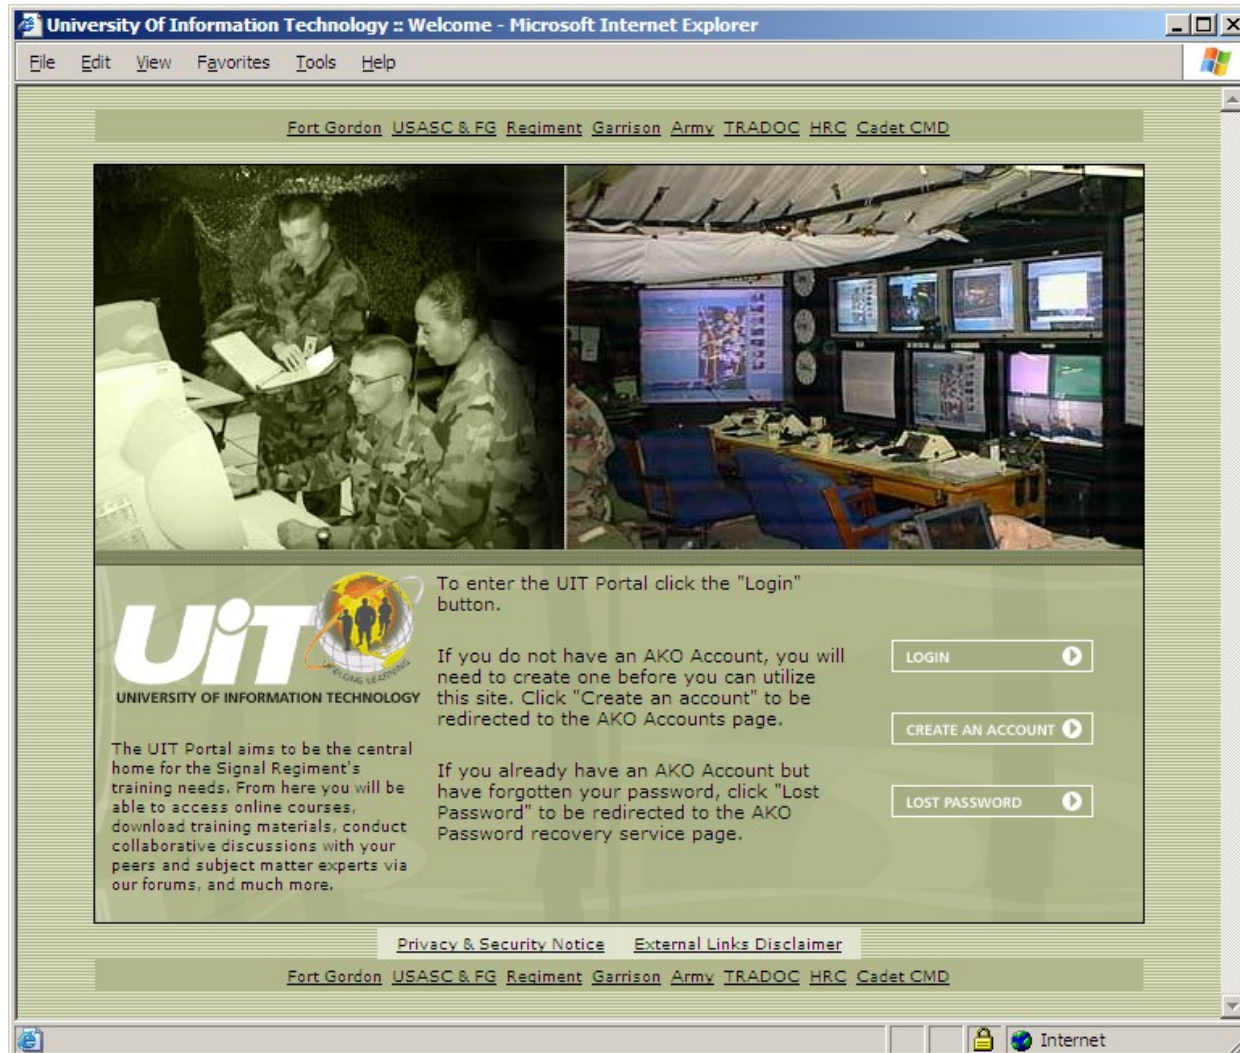 University Of Information Technology :: Welcome - Microsoft Internet Explorer
File Edit View Favorites Tools Help
Fort Gordon USASC & FG Regiment Garrison Army TRADOC HRC Cadet CMD
UiT
LIFELONG LEARNING
UNIVERSITY OF INFORMATION TECHNOLOGY
The UIT Portal aims to be the central
home for the Signal Regiment's
training needs. From here you will be
able to access online courses,
download training materials, conduct
collaborative discussions with your
peers and subject matter experts via
our forums, and much more.
To enter the UIT Portal click the "Login"
button.
If you do not have an AKO Account, you will
need to create one before you can utilize
this site. Click "Create an account" to be
redirected to the AKO Accounts page.
If you already have an AKO Account but
have forgotten your password, click "Lost
Password" to be redirected to the AKO
Password recovery service page.
LOGIN
CREATE AN ACCOUNT
LOST PASSWORD
Privacy & Security Notice External Links Disclaimer
Fort Gordon USASC & FG Regiment Garrison Army TRADOC HRC Cadet CMD
Internet